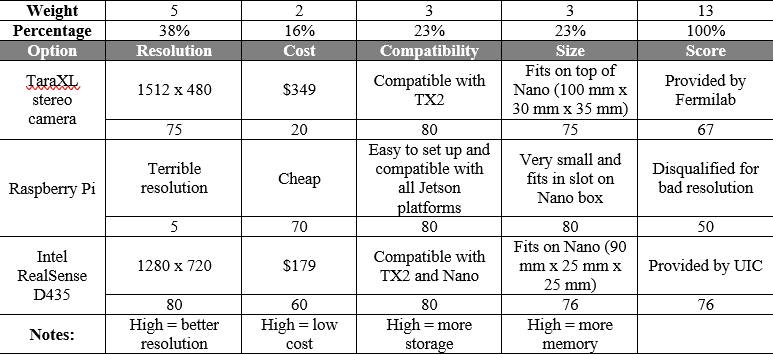 Weight 5 2 3 3 13
Percentage 38% 16% 23% 23% 100%
Option Resolution Cost Compatibility Size Score
TaraXL stereo camera 1512 x 480 $349 Compatible with TX2 Fits on top of Nano (100 mm x 30 mm x 35 mm) Provided by Fermilab
75 20 80 75 67
Raspberry Pi Terrible resolution Cheap Easy to set up and compatible with all Jetson platforms Very small and fits in slot on Nano box Disqualified for bad resolution
5 70 80 80 50
Intel RealSense D435 1280 x 720 $179 Compatible with TX2 and Nano Fits on Nano (90 mm x 25 mm x 25 mm) Provided by UIC
80 60 80 76 76
Notes: High = better resolution High = low cost High = more storage High = more memory